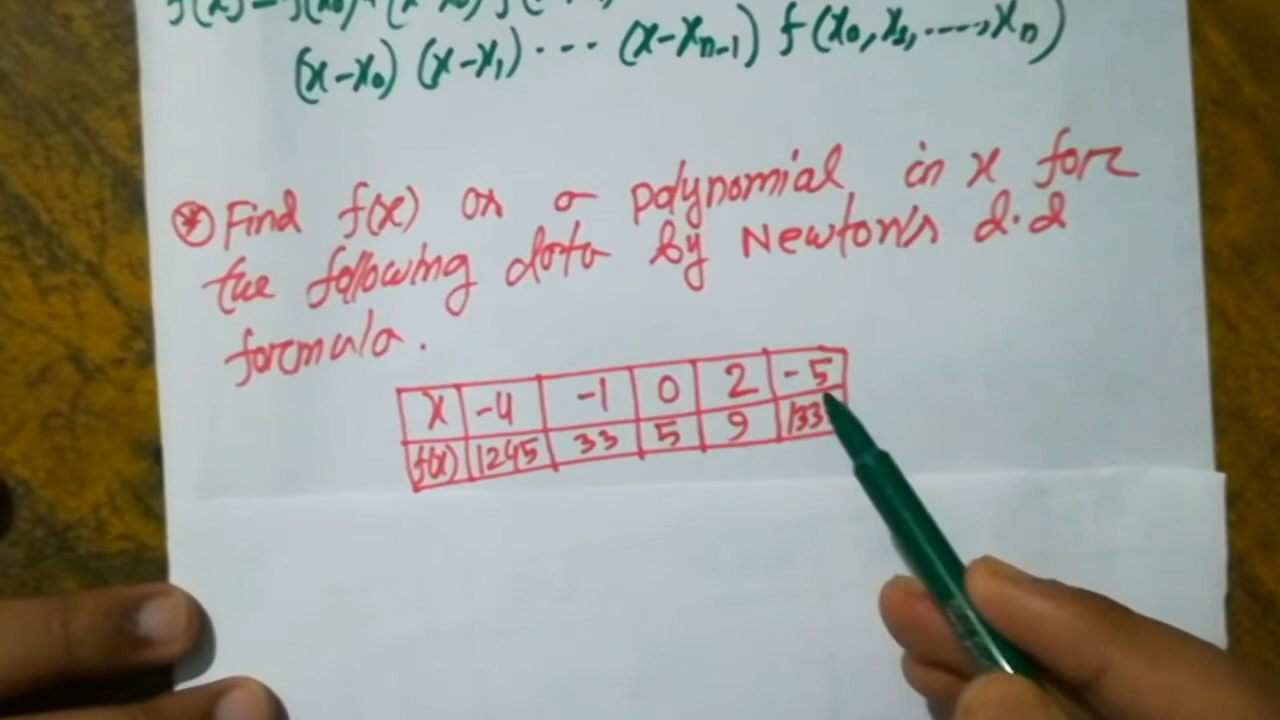 (x-x₀) (x-x₁) ---- (x-xₙ₋₁) f(x₀, x₁, ----, xₙ)
Find f(x) as a polynomial in x for
the following data by Newton's d.d
formula.
x -4 -1 0 2 -5
f(x) 1245 33 5 9